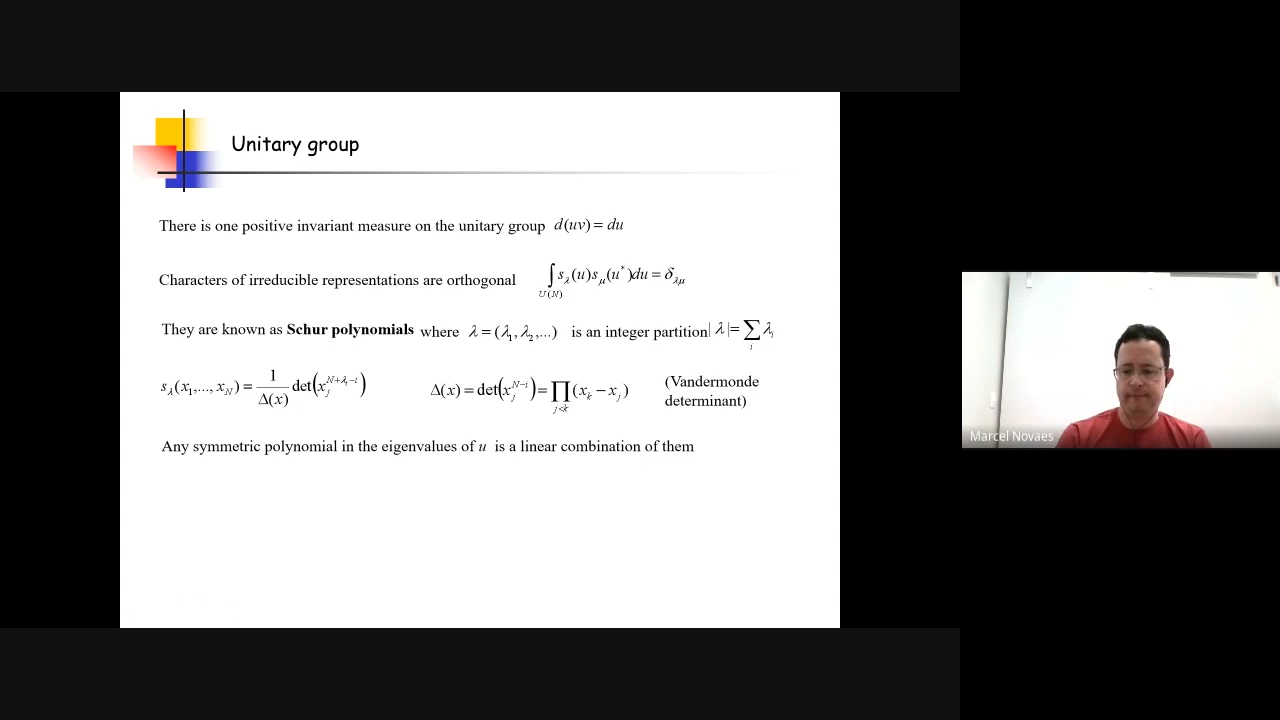 Unitary group
There is one positive invariant measure on the unitary group d(uv) = du
Characters of irreducible representations are orthogonal ∫_{U(N)} s_λ(u)s_μ(u^*)du = δ_{λμ}
They are known as Schur polynomials where λ = (λ_1, λ_2,...) is an integer partition |λ| = ∑_i λ_i
s_λ(x_1,..., x_N) = 1/Δ(x) det(x_j^{N+λ_i−i}) Δ(x) = det(x_j^{N−i}) = ∏_{j<k} (x_k − x_j) (Vandermonde
determinant)
Any symmetric polynomial in the eigenvalues of u is a linear combination of them
Marcel Novaes